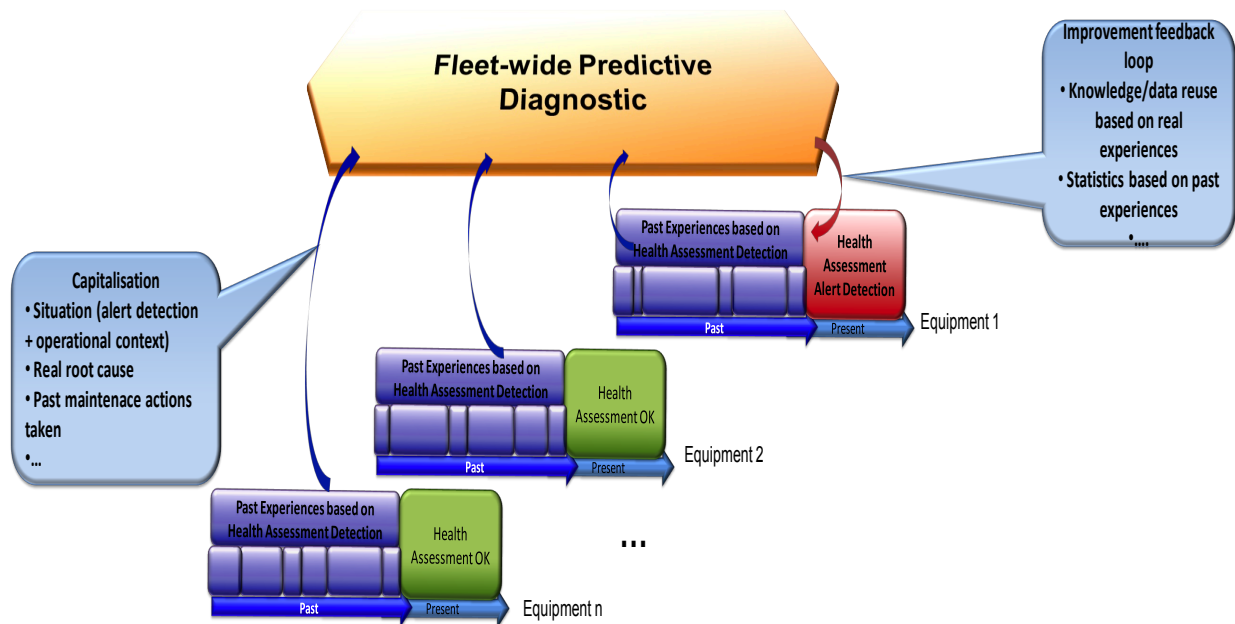 Fleet-wide Predictive
Diagnostic
Improvement feedback
loop
• Knowledge/data reuse
based on real
experiences
• Statistics based on past
experiences
•....
Capitalisation
• Situation (alert detection
+ operational context)
• Real root cause
• Past maintenace actions
taken
•...
Past Experiences based on
Health Assessment Detection
Health
Assessment
Alert Detection
Past
Present
Equipment 1
Past Experiences based on
Health Assessment Detection
Health
Assessment OK
Past
Present
Equipment 2
Past Experiences based on
Health Assessment Detection
Health
Assessment OK
...
Past
Present
Equipment n